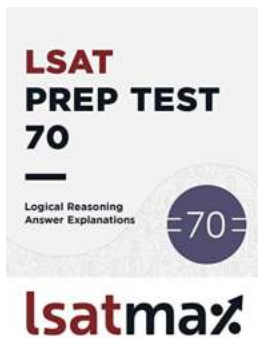 LSAT
PREP TEST
70
Logical Reasoning
Answer Explanations
=70=
lsatmax